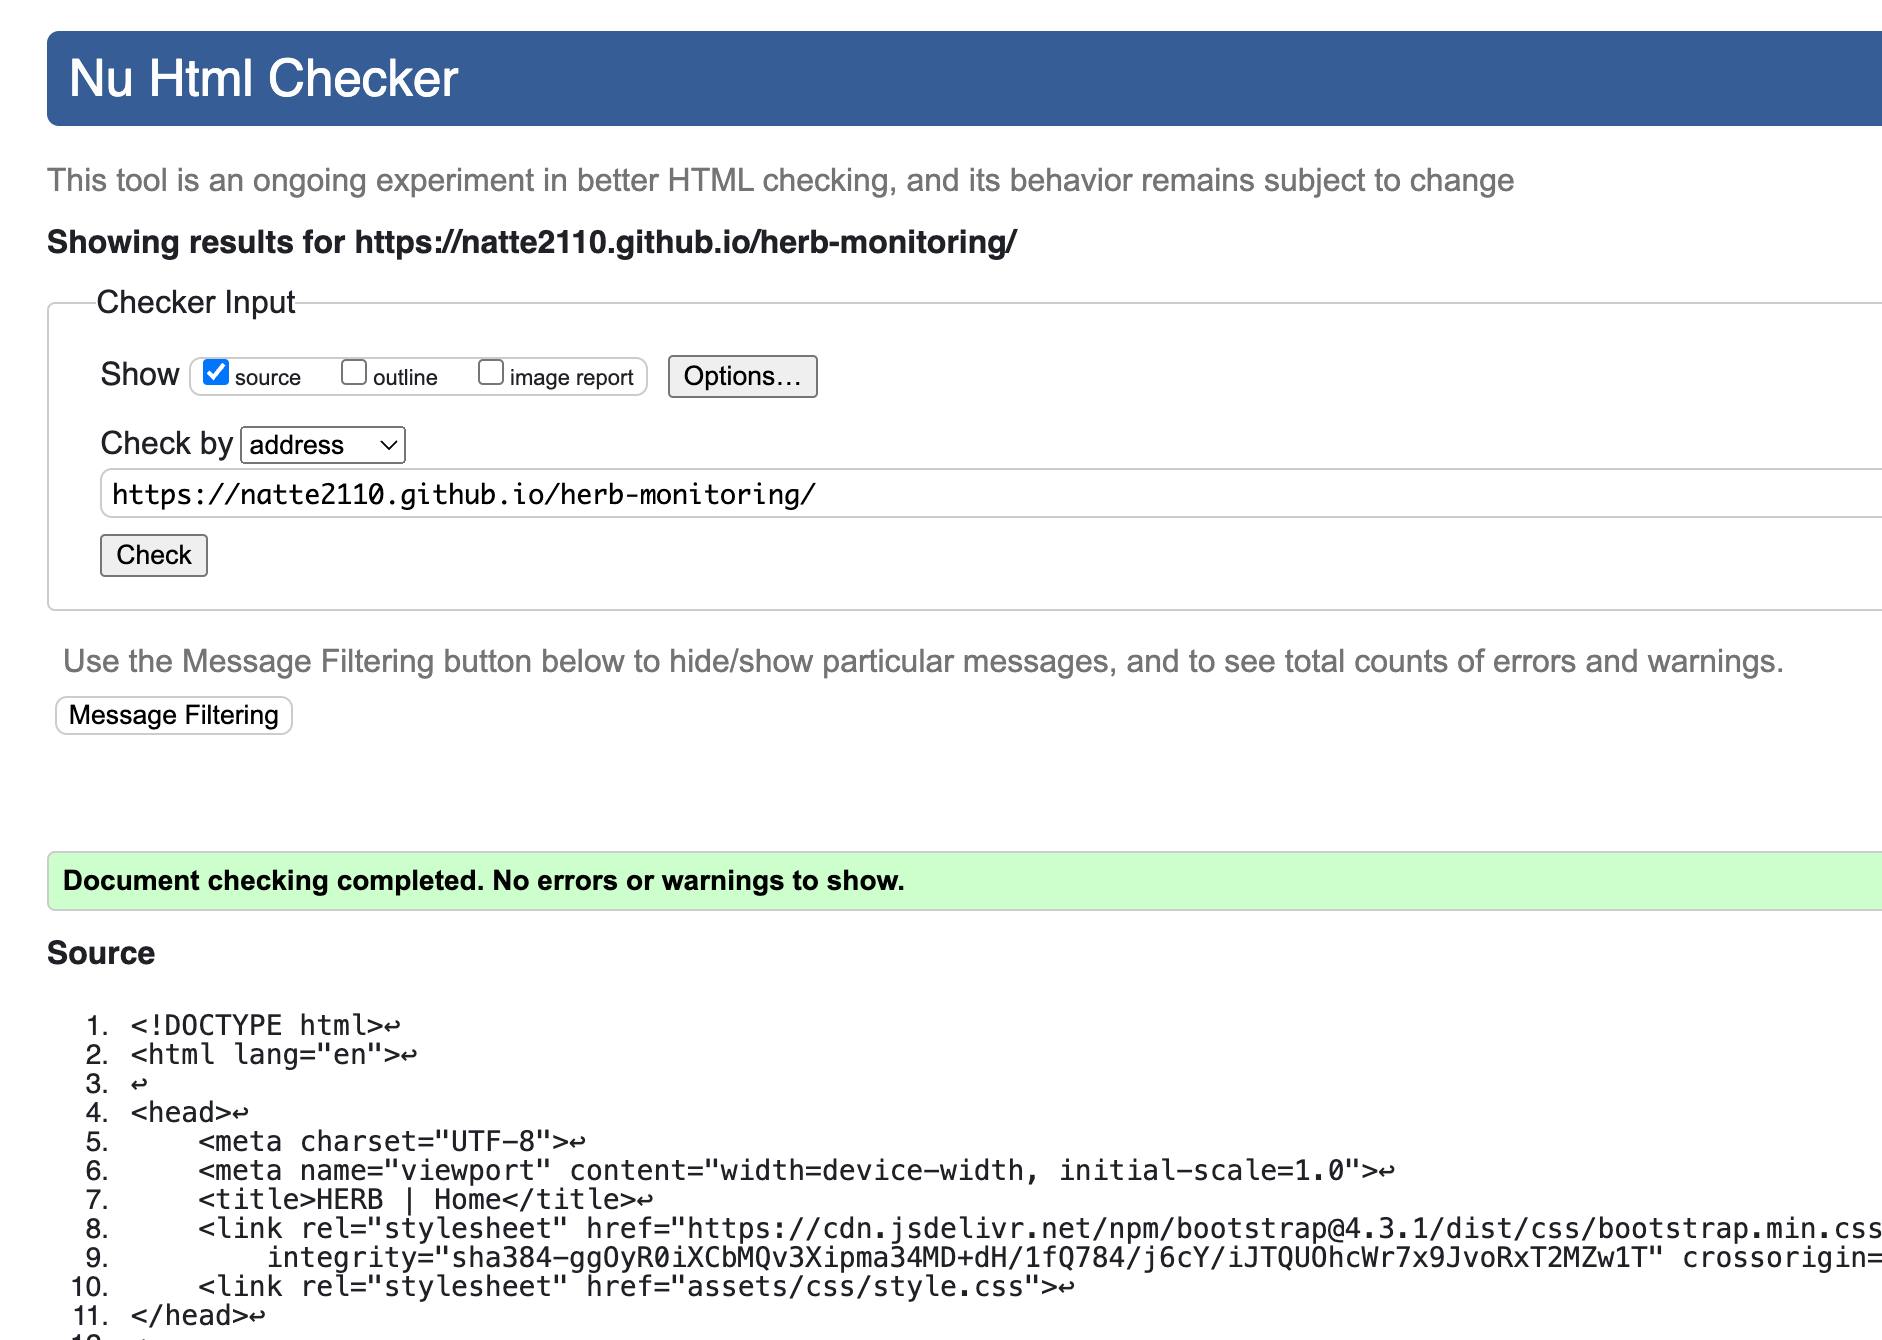 Nu Html Checker
This tool is an ongoing experiment in better HTML checking, and its behavior remains subject to change
Showing results for https://natte2110.github.io/herb-monitoring/
Checker Input
Show source outline image report Options...
Check by address
https://natte2110.github.io/herb-monitoring/
Check
Use the Message Filtering button below to hide/show particular messages, and to see total counts of errors and warnings.
Message Filtering
Document checking completed. No errors or warnings to show.
Source
1. <!DOCTYPE html>↩
2. <html lang="en">↩
3. ↩
4. <head>↩
5. <meta charset="UTF-8">↩
6. <meta name="viewport" content="width=device-width, initial-scale=1.0">↩
7. <title>HERB | Home</title>↩
8. <link rel="stylesheet" href="https://cdn.jsdelivr.net/npm/bootstrap@4.3.1/dist/css/bootstrap.min.css
9. integrity="sha384-ggOyR0iXCbMQv3Xipma34MD+dH/1fQ784/j6cY/iJTQUOhcWr7x9JvoRxT2MZw1T" crossorigin=
10. <link rel="stylesheet" href="assets/css/style.css">↩
11. </head>↩